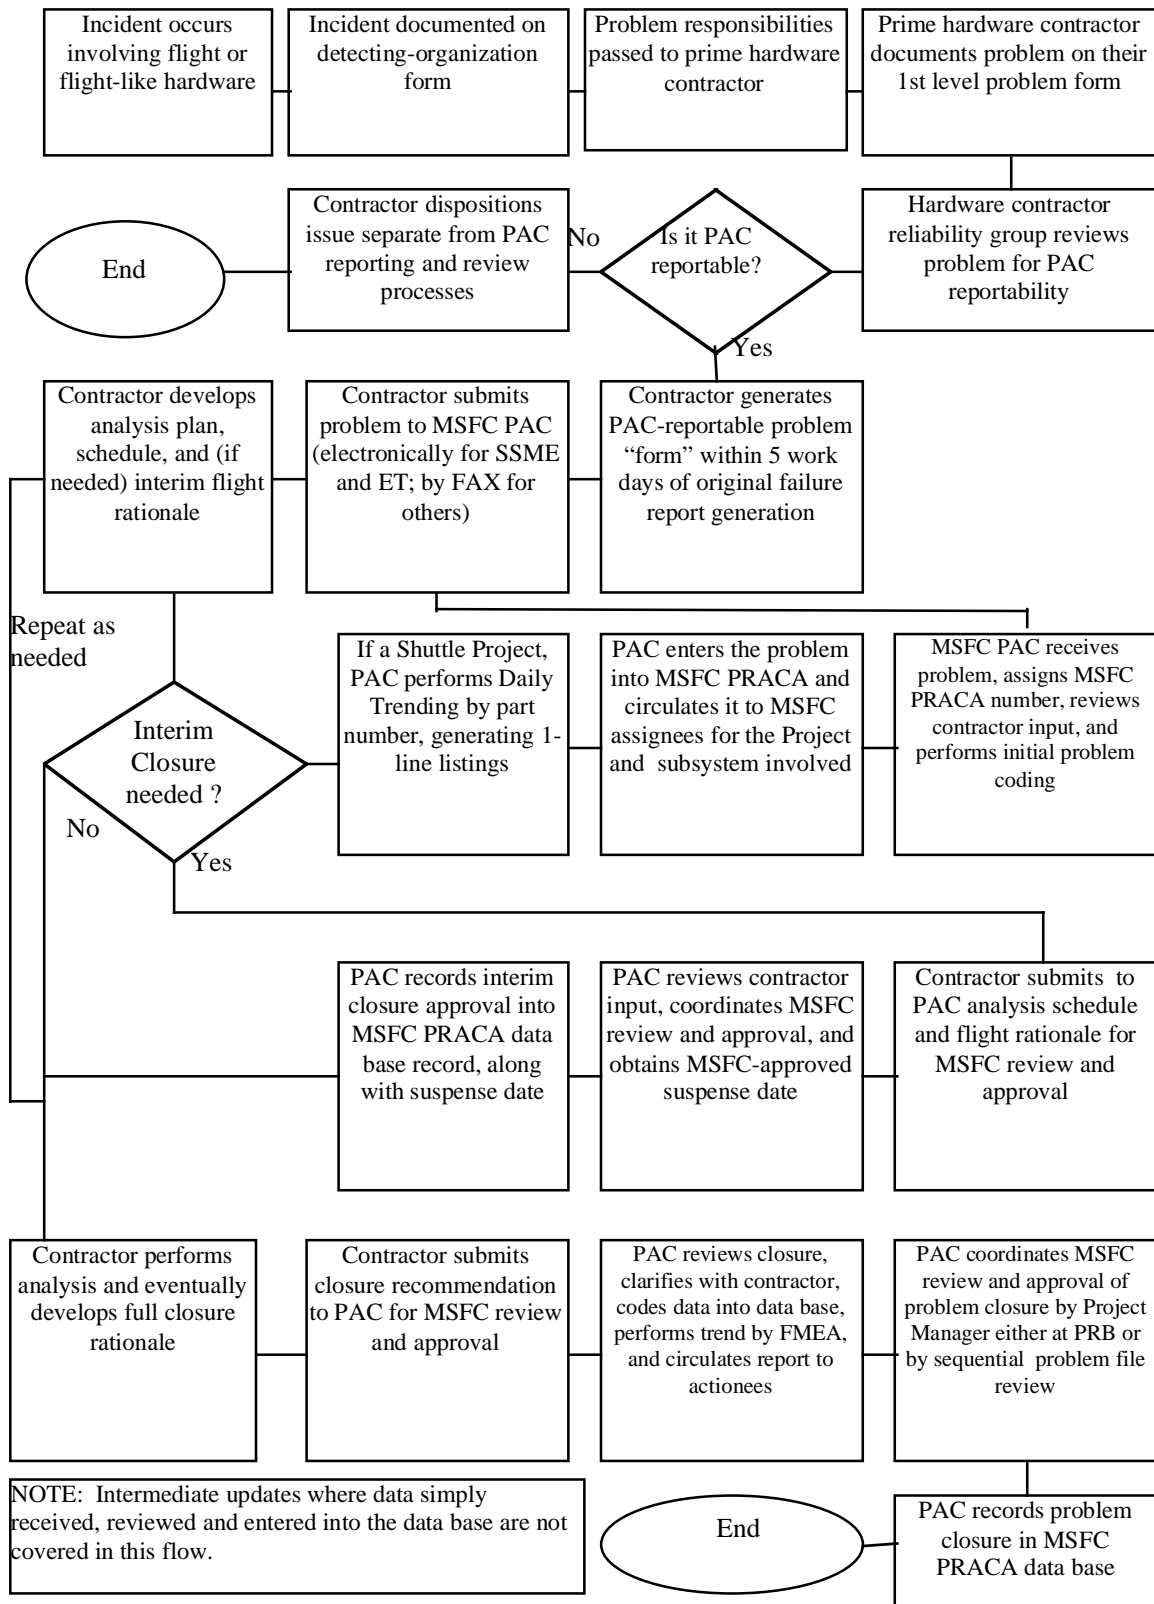 Incident occurs
involving flight or
flight-like hardware
Incident documented on
detecting-organization
form
Problem responsibilities
passed to prime hardware
contractor
Prime hardware contractor
documents problem on their
1st level problem form
End
Contractor dispositions
issue separate from PAC
reporting and review
processes
No
Is it PAC
reportable?
Hardware contractor
reliability group reviews
problem for PAC
reportability
Yes
Contractor develops
analysis plan,
schedule, and (if
needed) interim flight
rationale
Contractor submits
problem to MSFC PAC
(electronically for SSME
and ET; by FAX for
others)
Contractor generates
PAC-reportable problem
“form” within 5 work
days of original failure
report generation
Repeat as
needed
Interim
Closure
needed ?
If a Shuttle Project,
PAC performs Daily
Trending by part
number, generating 1-
line listings
PAC enters the problem
into MSFC PRACA and
circulates it to MSFC
assignees for the Project
and  subsystem involved
MSFC PAC receives
problem, assigns MSFC
PRACA number, reviews
contractor input, and
performs initial problem
coding
No
Yes
PAC records interim
closure approval into
MSFC PRACA data
base record, along
with suspense date
PAC reviews contractor
input, coordinates MSFC
review and approval, and
obtains MSFC-approved
suspense date
Contractor submits  to
PAC analysis schedule
and flight rationale for
MSFC review and
approval
Contractor performs
analysis and eventually
develops full closure
rationale
Contractor submits
closure recommendation
to PAC for MSFC review
and approval
PAC reviews closure,
clarifies with contractor,
codes data into data base,
performs trend by FMEA,
and circulates report to
actionees
PAC coordinates MSFC
review and approval of
problem closure by Project
Manager either at PRB or
by sequential  problem file
review
NOTE:  Intermediate updates where data simply
received, reviewed and entered into the data base are not
covered in this flow.
End
PAC records problem
closure in MSFC
PRACA data base